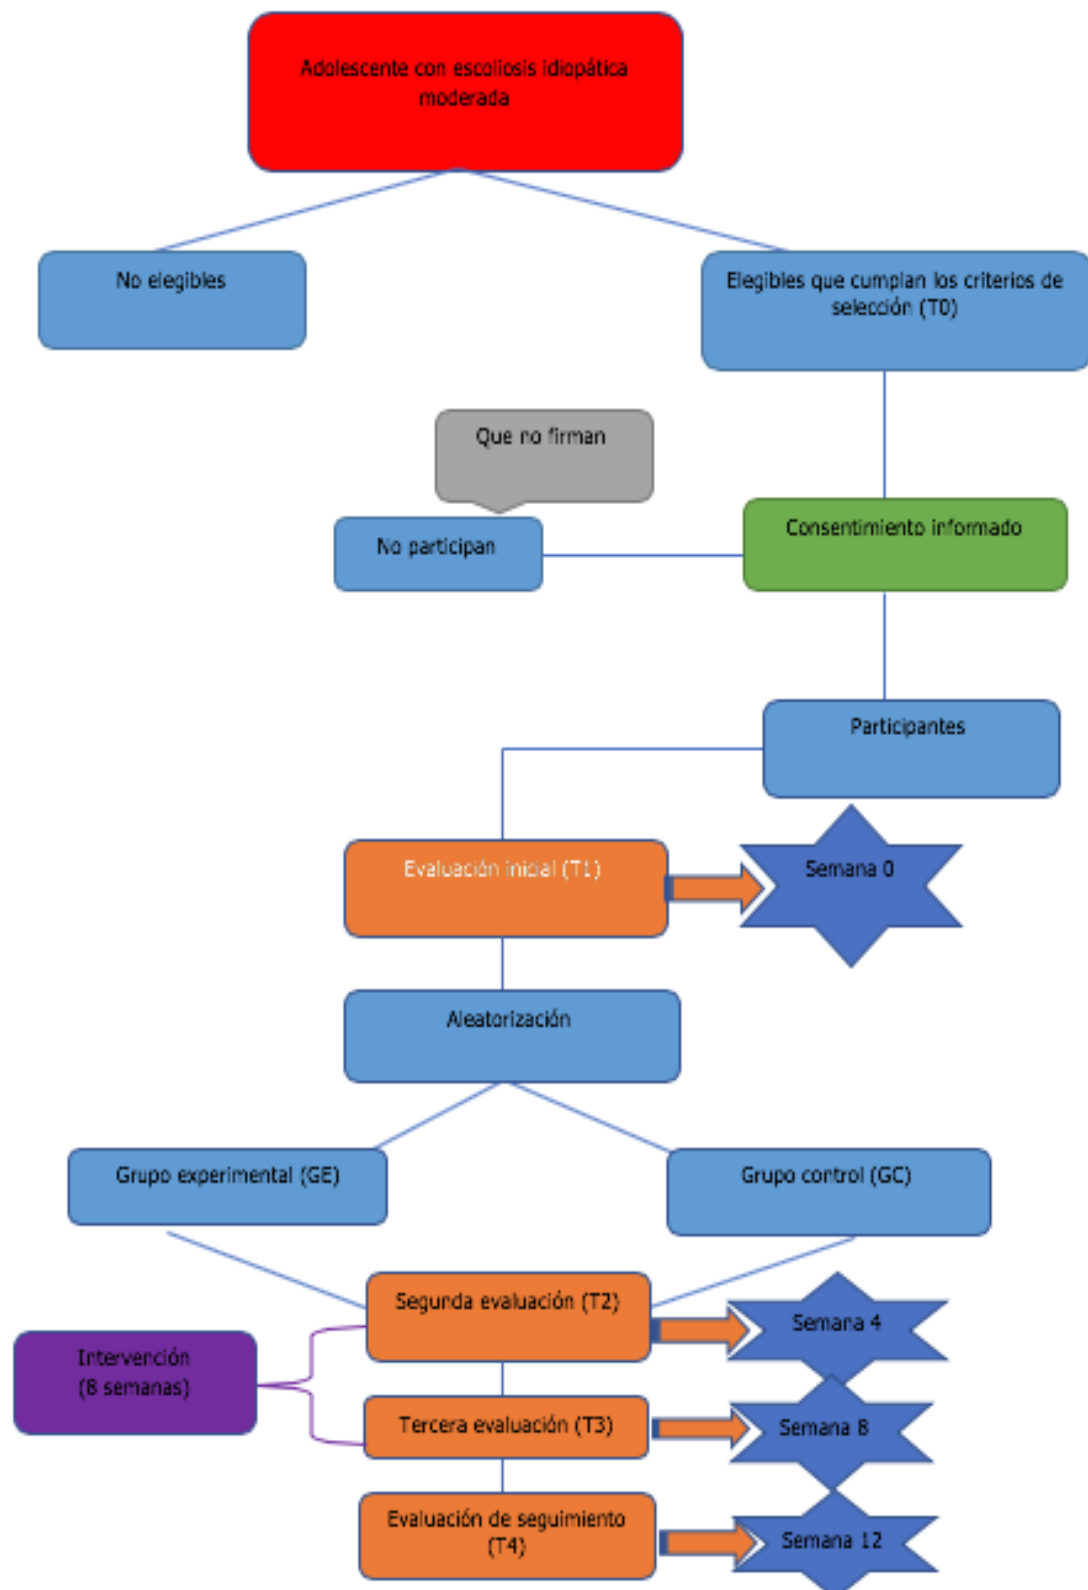 Adolescente con escoliosis idiopática
moderada
No elegibles
Elegibles que cumplan los criterios de
selección (T0)
Que no firman
No participan
Consentimiento informado
Participantes
Evaluación inicial (T1)
Semana 0
Aleatorización
Grupo experimental (GE)
Grupo control (GC)
Segunda evaluación (T2)
Semana 4
Intervención
(8 semanas)
Tercera evaluación (T3)
Semana 8
Evaluación de seguimiento
(T4)
Semana 12